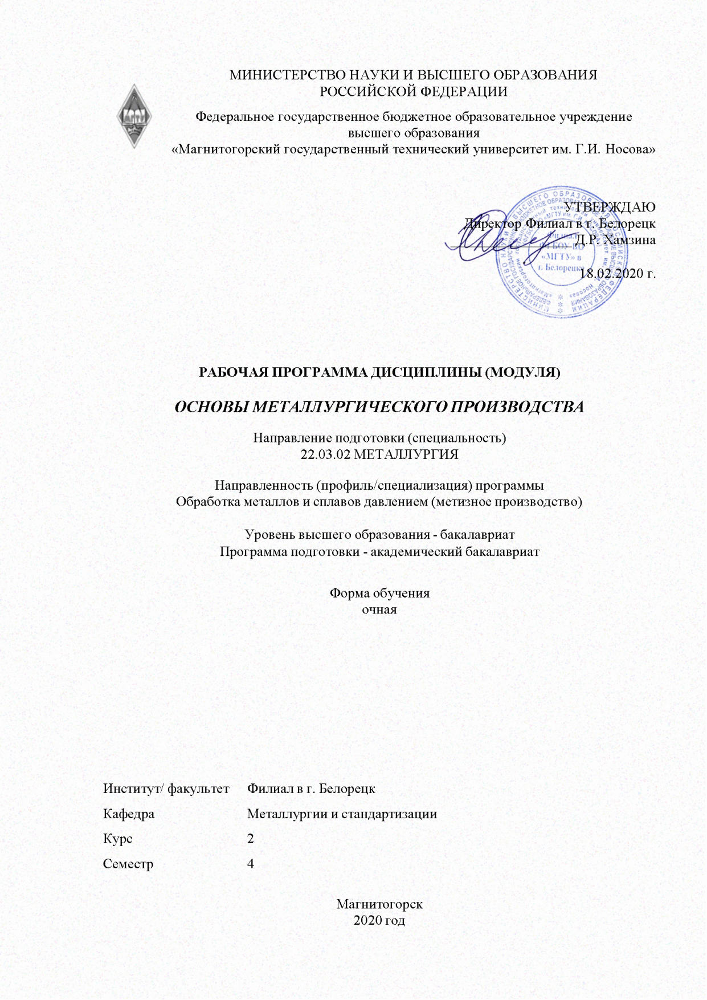 МИНИСТЕРСТВО НАУКИ И ВЫСШЕГО ОБРАЗОВАНИЯ
РОССИЙСКОЙ ФЕДЕРАЦИИ
Федеральное государственное бюджетное образовательное учреждение
высшего образования
«Магнитогорский государственный технический университет им. Г.И. Носова»
МГТУ
УТВЕРЖДАЮ
Директор Филиал в г. Белорецк
Д.Р. Хамзина
18.02.2020 г.
Филиал
ФГБОУ ВО
«МГТУ» в
г. Белорецке
РАБОЧАЯ ПРОГРАММА ДИСЦИПЛИНЫ (МОДУЛЯ)
ОСНОВЫ МЕТАЛЛУРГИЧЕСКОГО ПРОИЗВОДСТВА
Направление подготовки (специальность)
22.03.02 МЕТАЛЛУРГИЯ
Направленность (профиль/специализация) программы
Обработка металлов и сплавов давлением (метизное производство)
Уровень высшего образования - бакалавриат
Программа подготовки - академический бакалавриат
Форма обучения
очная
Институт/ факультет Филиал в г. Белорецк
Кафедра Металлургии и стандартизации
Курс 2
Семестр 4
Магнитогорск
2020 год